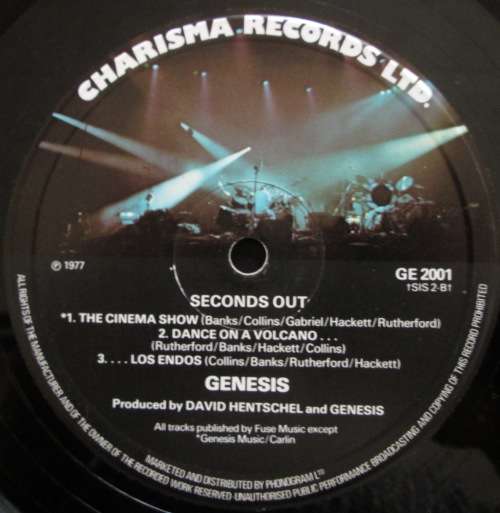 CHARISMA RECORDS LTD.
℗ 1977
GE 2001
†SIS 2-B†
SECONDS OUT
*1. THE CINEMA SHOW (Banks/Collins/Gabriel/Hackett/Rutherford)
2. DANCE ON A VOLCANO . . .
(Rutherford/Banks/Hackett/Collins)
3. . . . LOS ENDOS (Collins/Banks/Rutherford/Hackett)
GENESIS
Produced by DAVID HENTSCHEL and GENESIS
All tracks published by Fuse Music except
*Genesis Music/Carlin
MARKETED AND DISTRIBUTED BY PHONOGRAM LTD
ALL RIGHTS OF THE MANUFACTURER AND OF THE OWNER OF THE RECORDED WORK RESERVED·UNAUTHORISED PUBLIC PERFORMANCE BROADCASTING AND COPYING OF THIS RECORD PROHIBITED